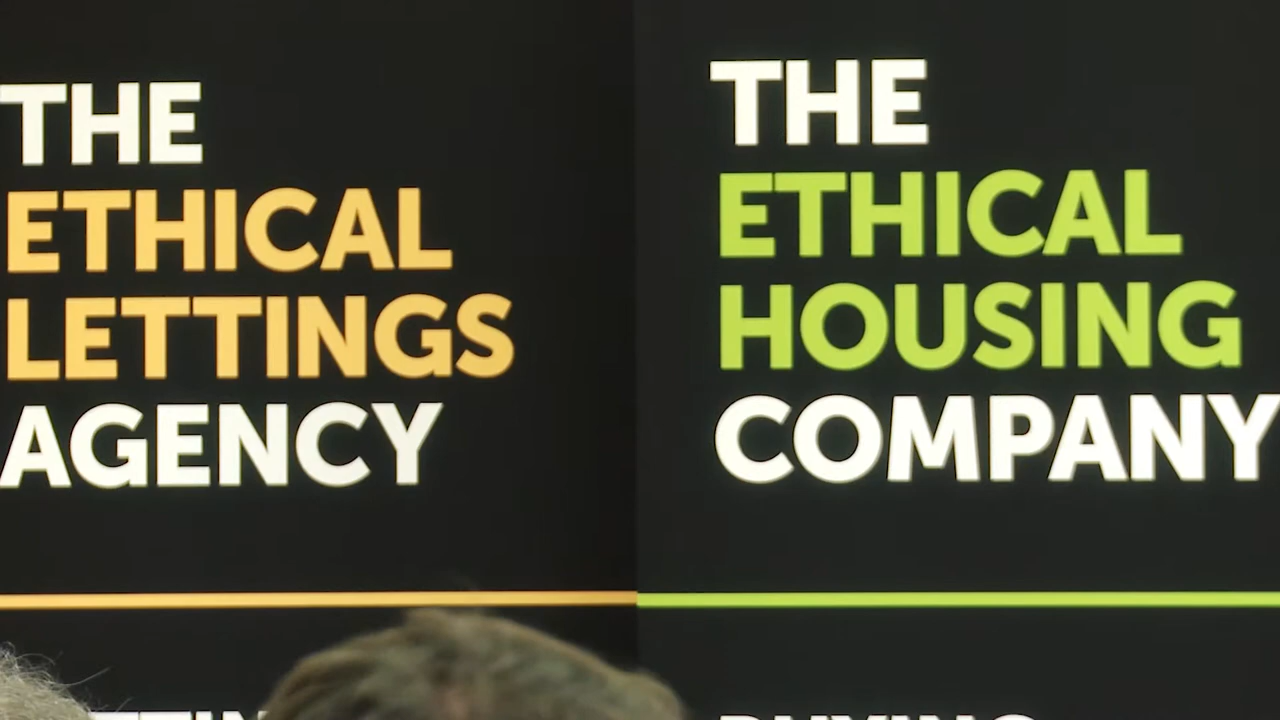 THE
ETHICAL
LETTINGS
AGENCY
THE
ETHICAL
HOUSING
COMPANY